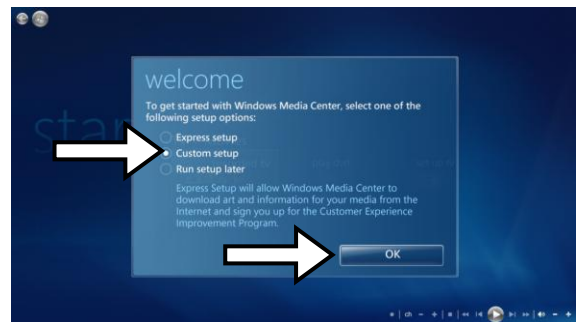 welcome
To get started with Windows Media Center, select one of the
following setup options:
Express setup
Custom setup
Run setup later
Express Setup will allow Windows Media Center to
download art and information for your media from the
Internet and sign you up for the Customer Experience
Improvement Program.
OK
ch